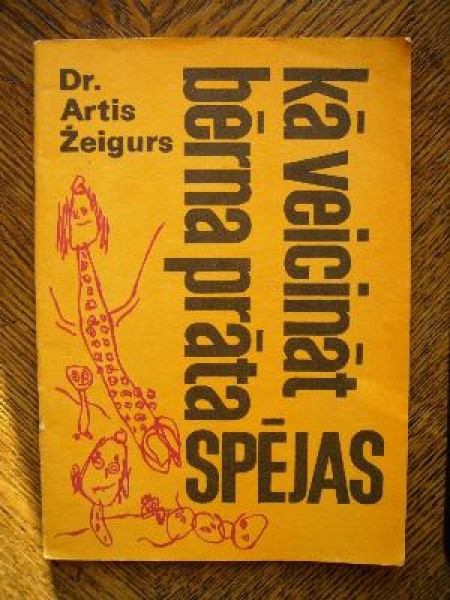 Dr.
Artis
Žeigurs
kā veicināt
bērna prāta
SPĒJAS